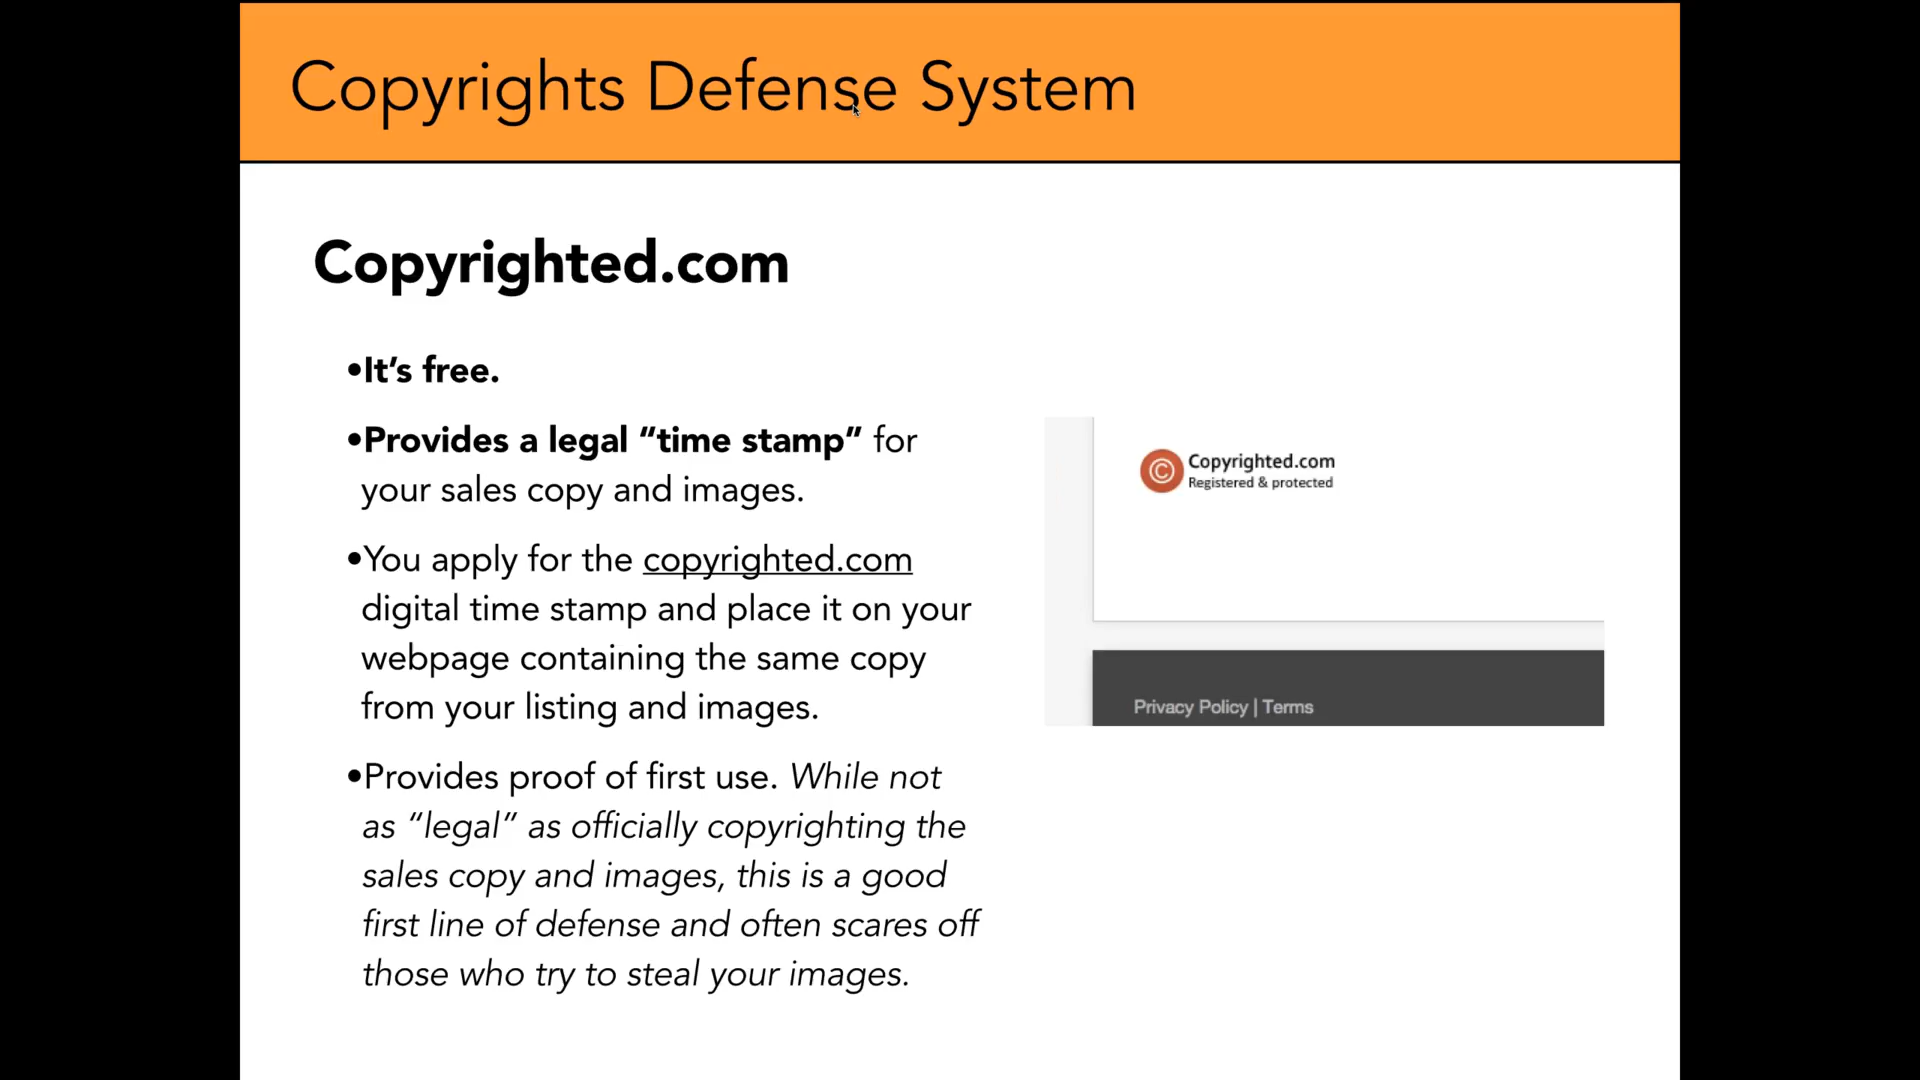 Copyrights Defense System
Copyrighted.com
•It’s free.
•Provides a legal “time stamp” for
your sales copy and images.
•You apply for the copyrighted.com
digital time stamp and place it on your
webpage containing the same copy
from your listing and images.
•Provides proof of first use. While not
as “legal” as officially copyrighting the
sales copy and images, this is a good
first line of defense and often scares off
those who try to steal your images.
© Copyrighted.com
Registered & protected
Privacy Policy | Terms